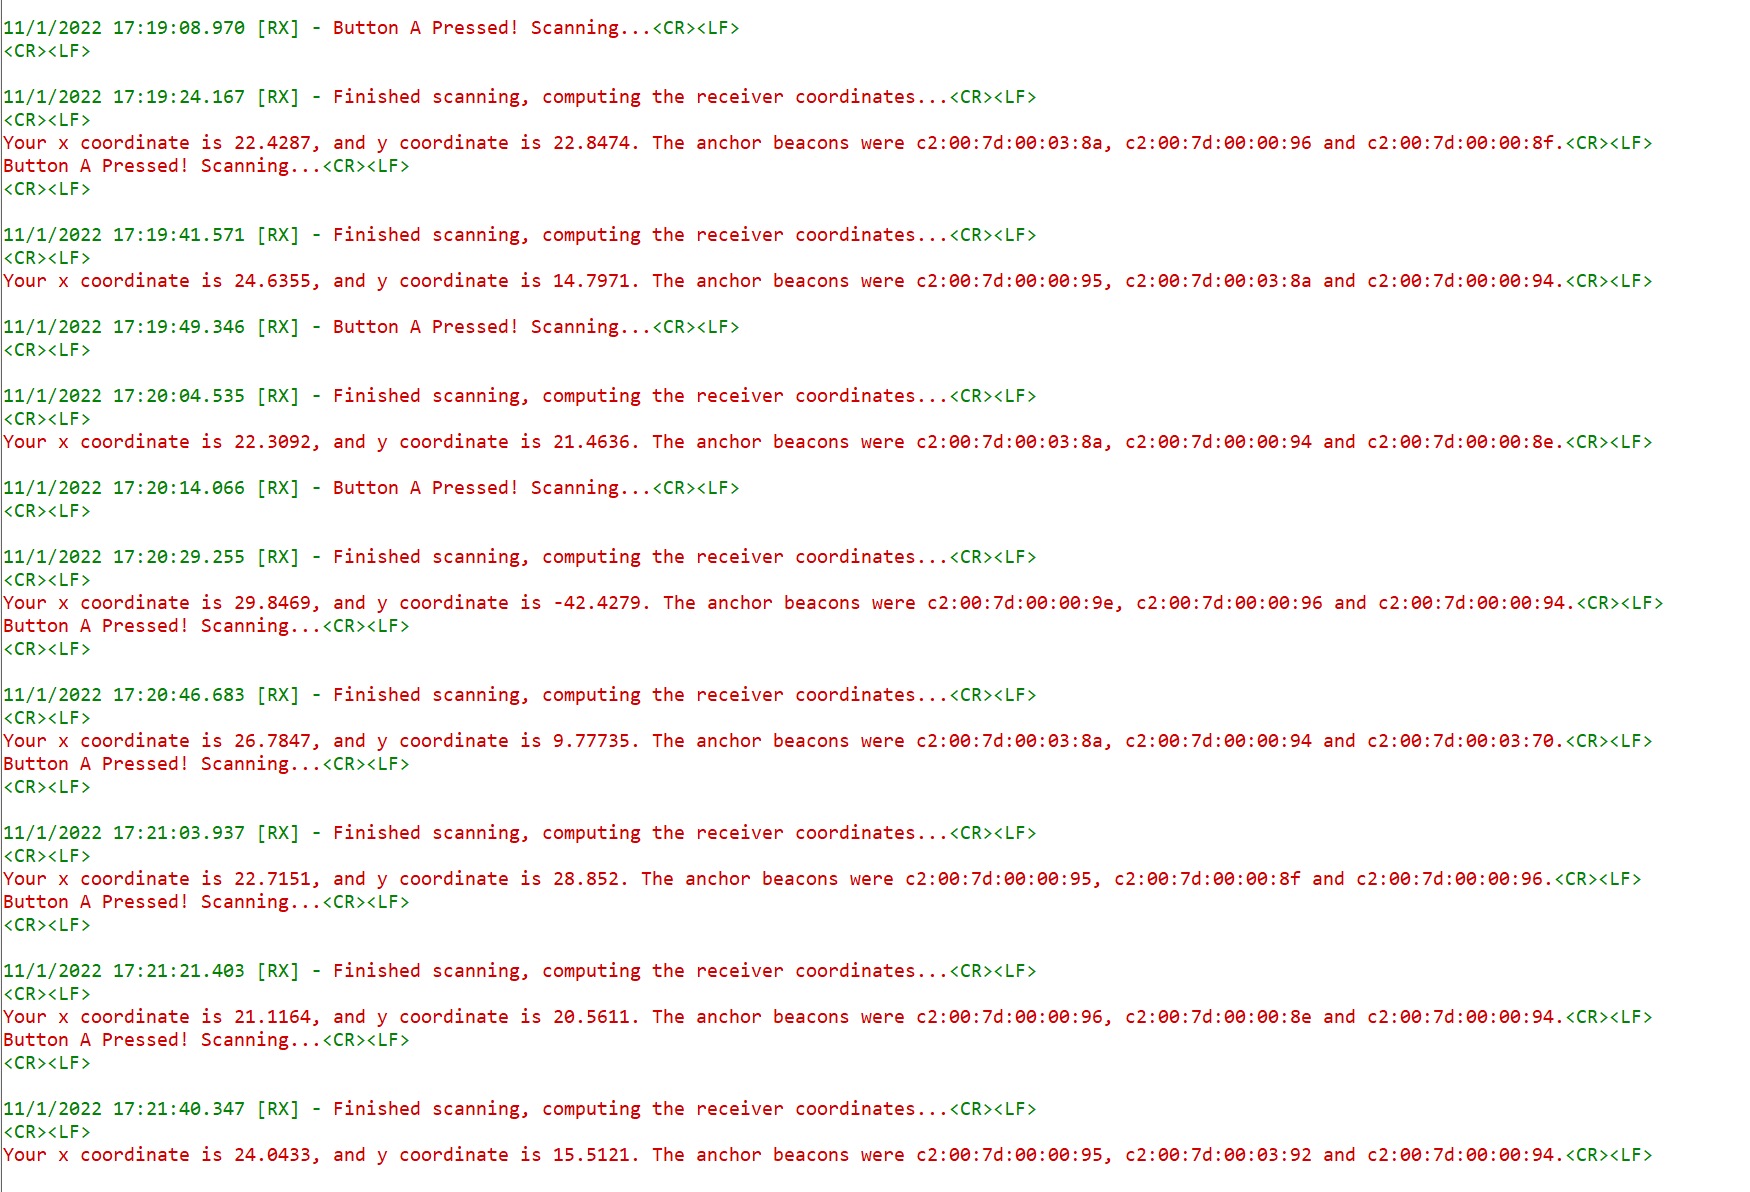 11/1/2022 17:19:08.970 [RX] - Button A Pressed! Scanning...<CR><LF>
<CR><LF>
11/1/2022 17:19:24.167 [RX] - Finished scanning, computing the receiver coordinates...<CR><LF>
<CR><LF>
Your x coordinate is 22.4287, and y coordinate is 22.8474. The anchor beacons were c2:00:7d:00:03:8a, c2:00:7d:00:00:96 and c2:00:7d:00:00:8f.<CR><LF>
Button A Pressed! Scanning...<CR><LF>
<CR><LF>
11/1/2022 17:19:41.571 [RX] - Finished scanning, computing the receiver coordinates...<CR><LF>
<CR><LF>
Your x coordinate is 24.6355, and y coordinate is 14.7971. The anchor beacons were c2:00:7d:00:00:95, c2:00:7d:00:03:8a and c2:00:7d:00:00:94.<CR><LF>
11/1/2022 17:19:49.346 [RX] - Button A Pressed! Scanning...<CR><LF>
<CR><LF>
11/1/2022 17:20:04.535 [RX] - Finished scanning, computing the receiver coordinates...<CR><LF>
<CR><LF>
Your x coordinate is 22.3092, and y coordinate is 21.4636. The anchor beacons were c2:00:7d:00:03:8a, c2:00:7d:00:00:94 and c2:00:7d:00:00:8e.<CR><LF>
11/1/2022 17:20:14.066 [RX] - Button A Pressed! Scanning...<CR><LF>
<CR><LF>
11/1/2022 17:20:29.255 [RX] - Finished scanning, computing the receiver coordinates...<CR><LF>
<CR><LF>
Your x coordinate is 29.8469, and y coordinate is -42.4279. The anchor beacons were c2:00:7d:00:00:9e, c2:00:7d:00:00:96 and c2:00:7d:00:00:94.<CR><LF>
Button A Pressed! Scanning...<CR><LF>
<CR><LF>
11/1/2022 17:20:46.683 [RX] - Finished scanning, computing the receiver coordinates...<CR><LF>
<CR><LF>
Your x coordinate is 26.7847, and y coordinate is 9.77735. The anchor beacons were c2:00:7d:00:03:8a, c2:00:7d:00:00:94 and c2:00:7d:00:03:70.<CR><LF>
Button A Pressed! Scanning...<CR><LF>
<CR><LF>
11/1/2022 17:21:03.937 [RX] - Finished scanning, computing the receiver coordinates...<CR><LF>
<CR><LF>
Your x coordinate is 22.7151, and y coordinate is 28.852. The anchor beacons were c2:00:7d:00:00:95, c2:00:7d:00:00:8f and c2:00:7d:00:00:96.<CR><LF>
Button A Pressed! Scanning...<CR><LF>
<CR><LF>
11/1/2022 17:21:21.403 [RX] - Finished scanning, computing the receiver coordinates...<CR><LF>
<CR><LF>
Your x coordinate is 21.1164, and y coordinate is 20.5611. The anchor beacons were c2:00:7d:00:00:96, c2:00:7d:00:00:8e and c2:00:7d:00:00:94.<CR><LF>
Button A Pressed! Scanning...<CR><LF>
<CR><LF>
11/1/2022 17:21:40.347 [RX] - Finished scanning, computing the receiver coordinates...<CR><LF>
<CR><LF>
Your x coordinate is 24.0433, and y coordinate is 15.5121. The anchor beacons were c2:00:7d:00:00:95, c2:00:7d:00:03:92 and c2:00:7d:00:00:94.<CR><LF>